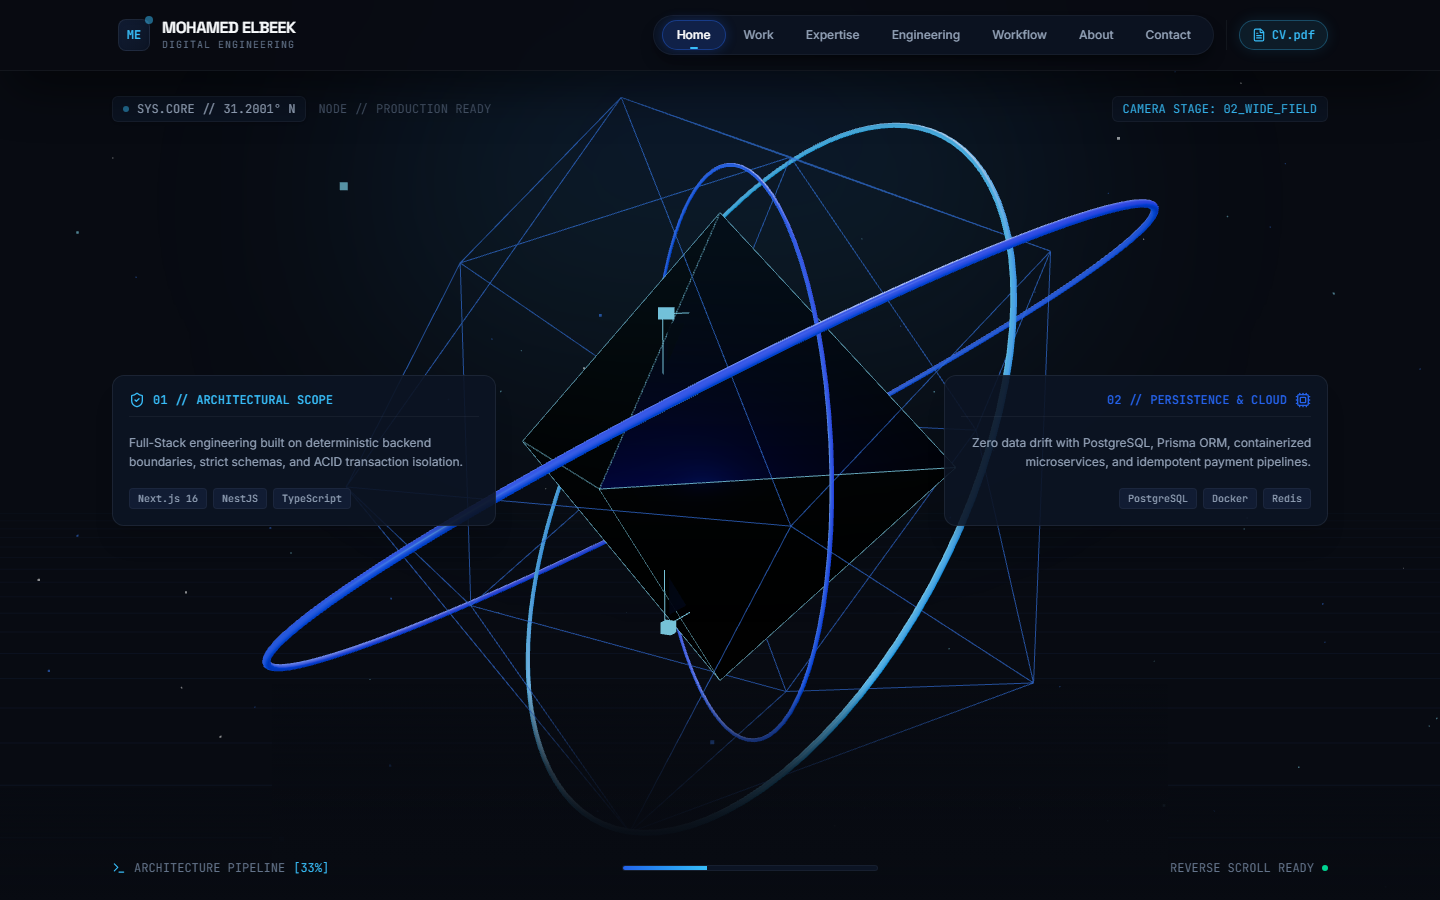 ME
MOHAMED ELBEEK
DIGITAL ENGINEERING
Home
Work
Expertise
Engineering
Workflow
About
Contact
CV.pdf
SYS.CORE // 31.2001° N
NODE // PRODUCTION READY
CAMERA STAGE: 02_WIDE_FIELD
01 // ARCHITECTURAL SCOPE
Full-Stack engineering built on deterministic backend
boundaries, strict schemas, and ACID transaction isolation.
Next.js 16
NestJS
TypeScript
02 // PERSISTENCE & CLOUD
Zero data drift with PostgreSQL, Prisma ORM, containerized
microservices, and idempotent payment pipelines.
PostgreSQL
Docker
Redis
ARCHITECTURE PIPELINE [33%]
REVERSE SCROLL READY